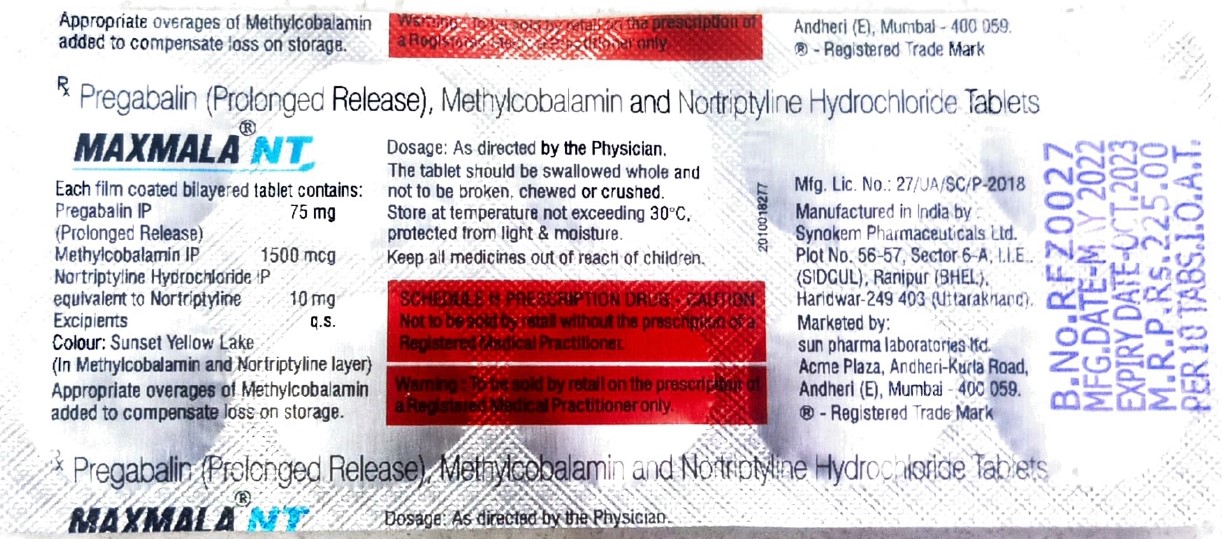 Appropriate overages of Methylcobalamin
added to compensate loss on storage.
Warning: To be sold by retail on the prescription of
a Registered Medical Practitioner only.
Andheri (E), Mumbai - 400 059.
® - Registered Trade Mark
Rx Pregabalin (Prolonged Release), Methylcobalamin and Nortriptyline Hydrochloride Tablets
MAXMALA® NT
Each film coated bilayered tablet contains:
Pregabalin IP 75 mg
(Prolonged Release)
Methylcobalamin IP 1500 mcg
Nortriptyline Hydrochloride IP
equivalent to Nortriptyline 10 mg
Excipients q.s.
Colour: Sunset Yellow Lake
(In Methylcobalamin and Nortriptyline layer)
Appropriate overages of Methylcobalamin
added to compensate loss on storage.
Dosage: As directed by the Physician.
The tablet should be swallowed whole and
not to be broken, chewed or crushed.
Store at temperature not exceeding 30°C,
protected from light & moisture.
Keep all medicines out of reach of children.
SCHEDULE H PRESCRIPTION DRUG - CAUTION
Not to be sold by retail without the prescription of a
Registered Medical Practitioner.
Warning : To be sold by retail on the prescription of
a Registered Medical Practitioner only.
2010018277
Mfg. Lic. No.: 27/UA/SC/P-2018
Manufactured in India by :
Synokem Pharmaceuticals Ltd.
Plot No. 56-57, Sector 6-A, I.I.E.,
(SIDCUL), Ranipur (BHEL),
Haridwar-249 403 (Uttarakhand).
Marketed by:
sun pharma laboratories ltd.
Acme Plaza, Andheri-Kurla Road,
Andheri (E), Mumbai - 400 059.
® - Registered Trade Mark
B.No.RFZ0027
MFG.DATE-MAY 2022
EXPIRY DATE-OCT.2023
M.R.P.Rs.225.00
PER 10 TABS.I.O.A.T.
Rx Pregabalin (Prolonged Release), Methylcobalamin and Nortriptyline Hydrochloride Tablets
MAXMALA® NT
Dosage: As directed by the Physician.